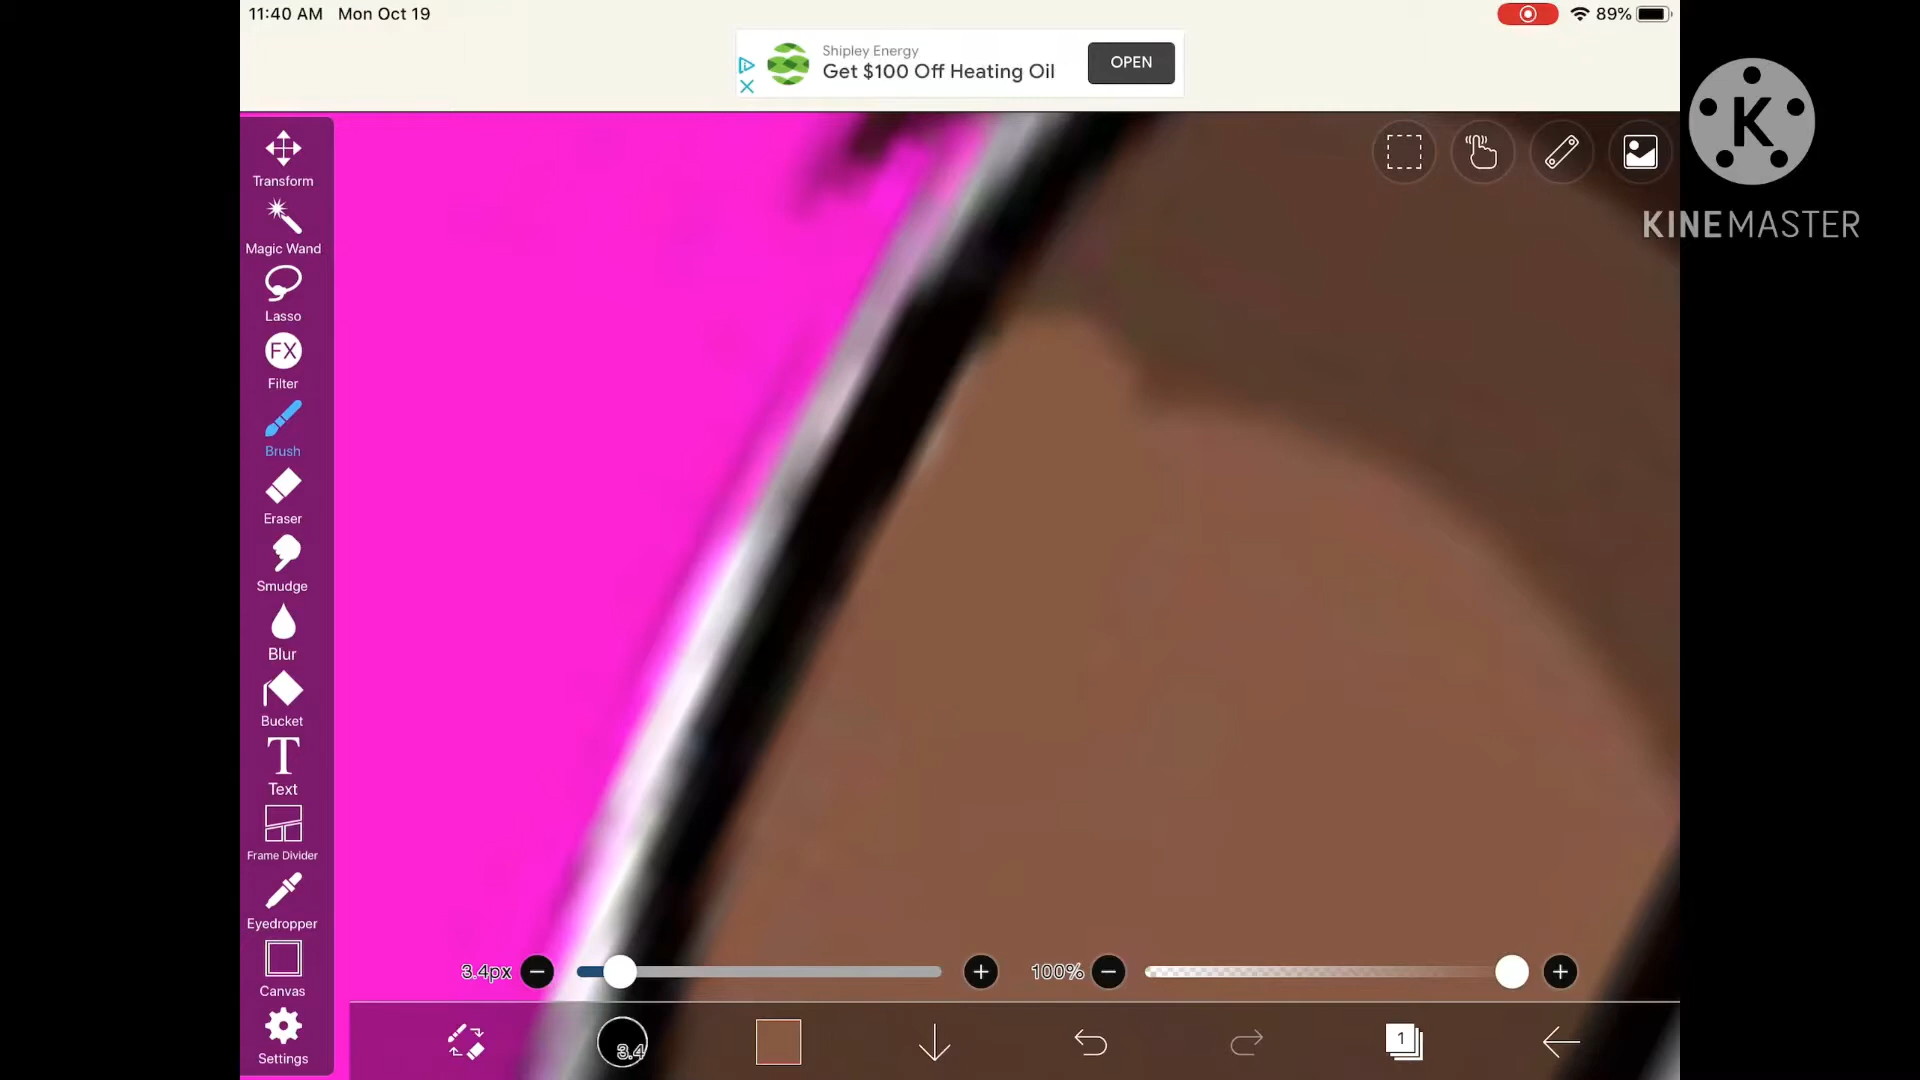 11:40 AM Mon Oct 19
89%
Shipley Energy
Get $100 Off Heating Oil
OPEN
K
KINEMASTER
Transform
Magic Wand
Lasso
FX
Filter
Brush
Eraser
Smudge
Blur
Bucket
T
Text
Frame Divider
Eyedropper
Canvas
Settings
3.4px
100%
3.4
1